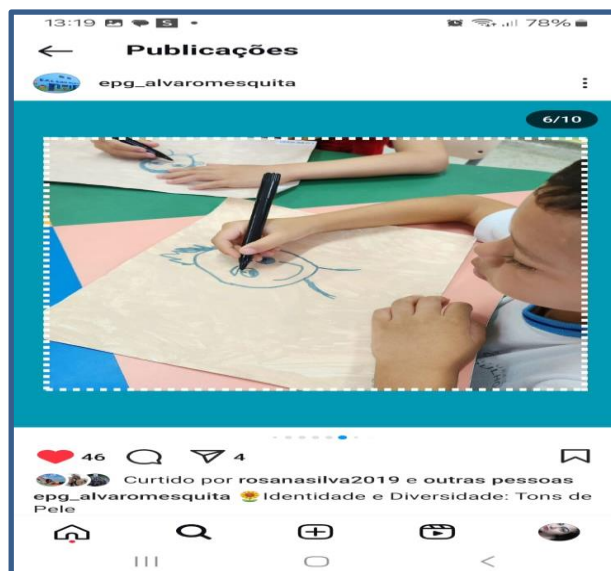 13:19 S
78%
Publicações
epg_alvaromesquita
6/10
46 4
Curtido por rosanasilva2019 e outras pessoas
epg_alvaromesquita 🌻Identidade e Diversidade: Tons de
Pele